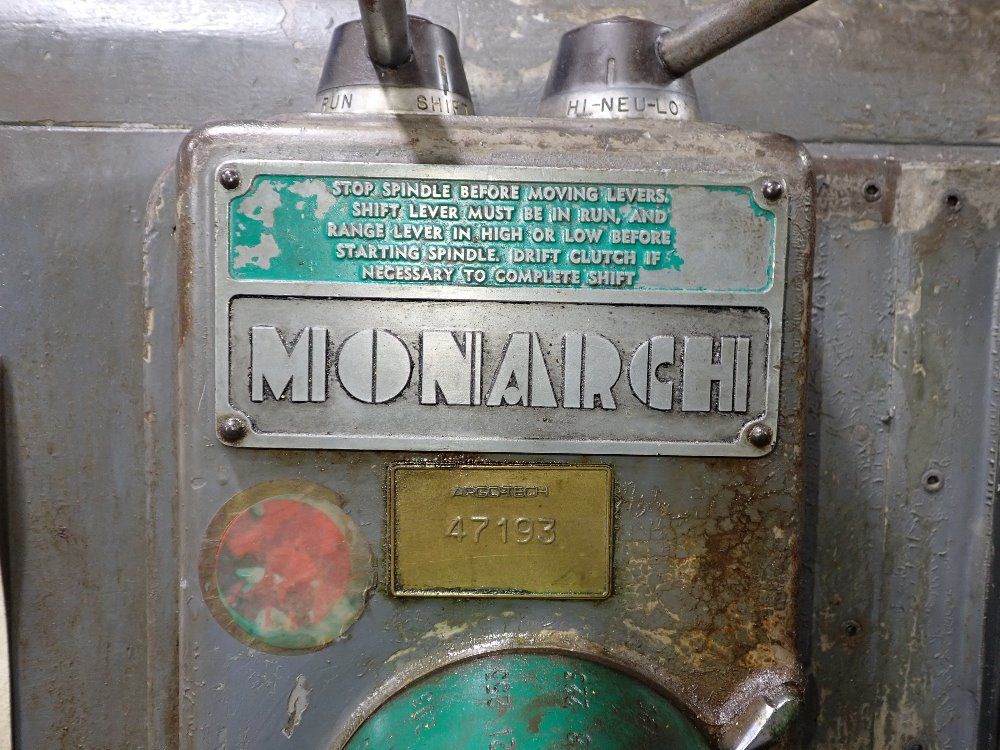 RUN SHIFT
HI-NEU-LO
STOP SPINDLE BEFORE MOVING LEVERS.
SHIFT LEVER MUST BE IN RUN, AND
RANGE LEVER IN HIGH OR LOW BEFORE
STARTING SPINDLE. DRIFT CLUTCH IF
NECESSARY TO COMPLETE SHIFT
MONARCH
ARGO-TECH
47193